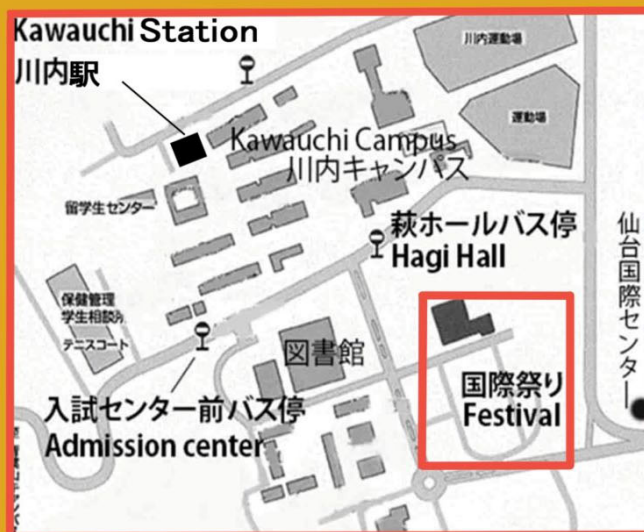 Kawauchi Station
川内駅
川内運動場
運動場
Kawauchi Campus
川内キャンパス
留学生センター
萩ホールバス停
Hagi Hall
仙台国際センター
保健管理
学生相談所
テニスコート
図書館
国際祭り
Festival
入試センター前バス停
Admission center